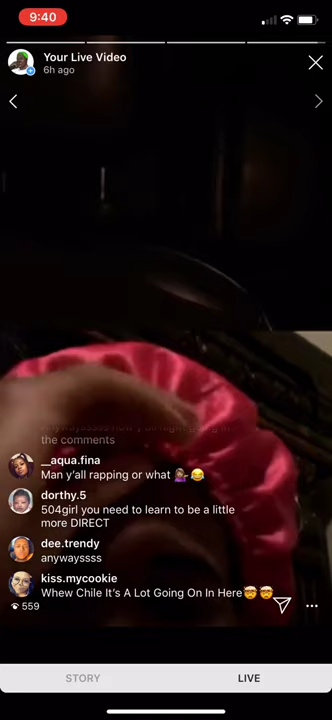 9:40
Your Live Video
6h ago
the comments
__aqua.fina
Man y'all rapping or what 💁🏾‍♀️😂
dorthy.5
504girl you need to learn to be a little
more DIRECT
dee.trendy
anywayssss
kiss.mycookie
Whew Chile It's A Lot Going On In Here🤯🤯
559
STORY
LIVE